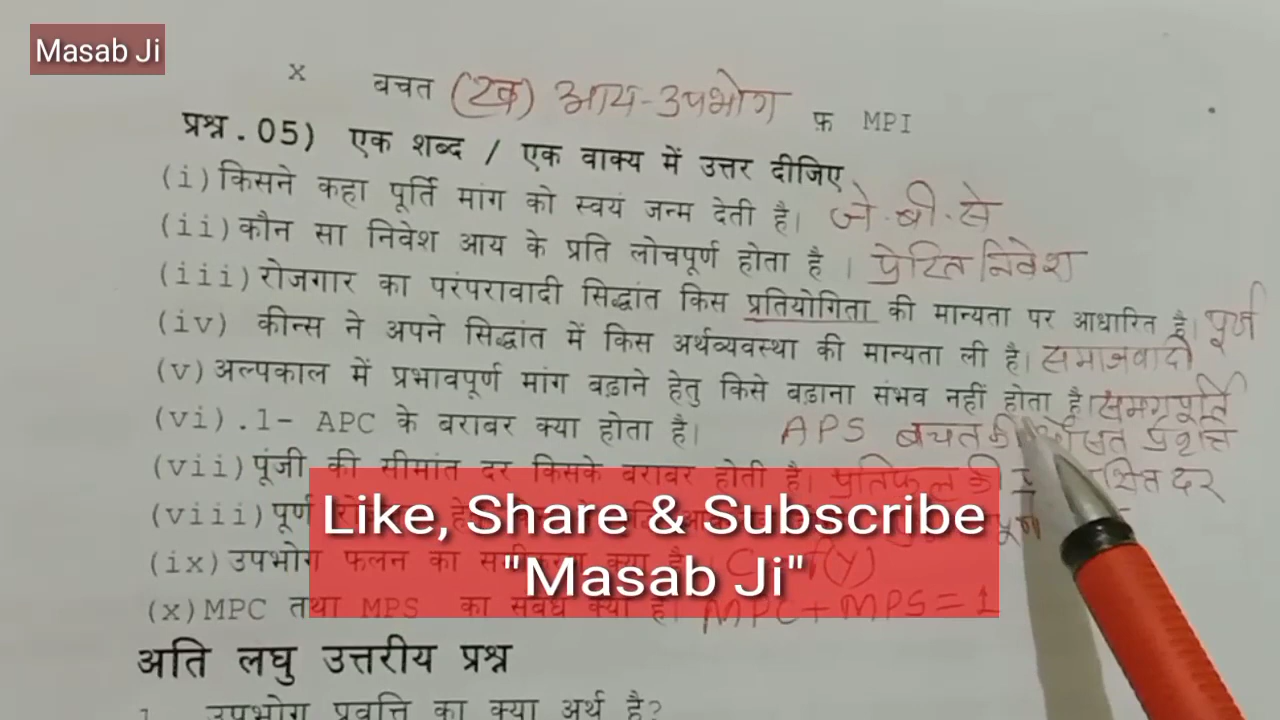 Masab Ji
x बचत (ख) आय-उपभोग फ़ MPI
प्रश्न.05) एक शब्द / एक वाक्य में उत्तर दीजिए
(i) किसने कहा पूर्ति मांग को स्वयं जन्म देती है। जे.बी.से
(ii) कौन सा निवेश आय के प्रति लोचपूर्ण होता है । प्रेरित निवेश
(iii) रोजगार का परंपरावादी सिद्धांत किस प्रतियोगिता की मान्यता पर आधारित है। पूर्ण
(iv) कीन्स ने अपने सिद्धांत में किस अर्थव्यवस्था की मान्यता ली है। समाजवादी
(v) अल्पकाल में प्रभावपूर्ण मांग बढ़ाने हेतु किसे बढ़ाना संभव नहीं होता है। समग्र पूर्ति
(vi).1- APC के बराबर क्या होता है। APS बचत की
(vii) पूंजी की सीमांत दर किसके बराबर होती है। प्रतिफल की दर
(viii) पूर्ण
(ix) उपभोग फलन का क्या है। (y)
(x) MPC तथा MPS का संबंध क्या है। MPC+MPS=1
Like, Share & Subscribe
"Masab Ji"
अति लघु उत्तरीय प्रश्न
1. उपभोग प्रवृत्ति का क्या अर्थ है?